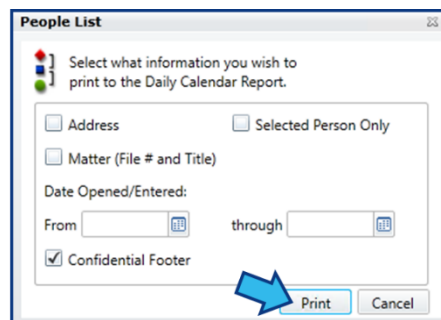 People List
Select what information you wish to
print to the Daily Calendar Report.
Address Selected Person Only
Matter (File # and Title)
Date Opened/Entered:
From through
Confidential Footer
Print Cancel